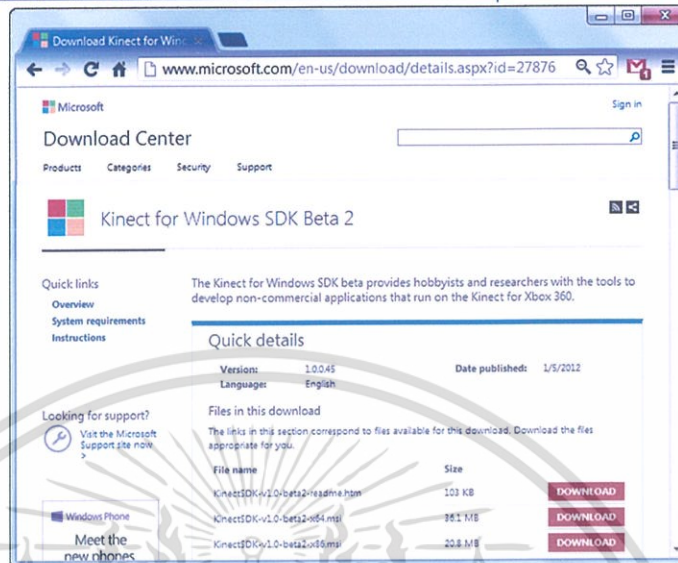 Download Kinect for Winc
www.microsoft.com/en-us/download/details.aspx?id=27876
1
Microsoft
Sign in
Download Center
Products Categories Security Support
Kinect for Windows SDK Beta 2
Quick links
Overview
System requirements
Instructions
The Kinect for Windows SDK beta provides hobbyists and researchers with the tools to
develop non-commercial applications that run on the Kinect for Xbox 360.
Quick details
Version: 1.0.0.45 Date published: 1/5/2012
Language: English
Looking for support?
Visit the Microsoft
Support site now
>
Files in this download
The links in this section correspond to files available for this download. Download the files
appropriate for you.
File name Size
KinectSDK-v1.0-beta2-readme.htm 103 KB DOWNLOAD
KinectSDK-v1.0-beta2-x64.msi 36.1 MB DOWNLOAD
KinectSDK-v1.0-beta2-x86.msi 20.8 MB DOWNLOAD
Windows Phone
Meet the
new phones